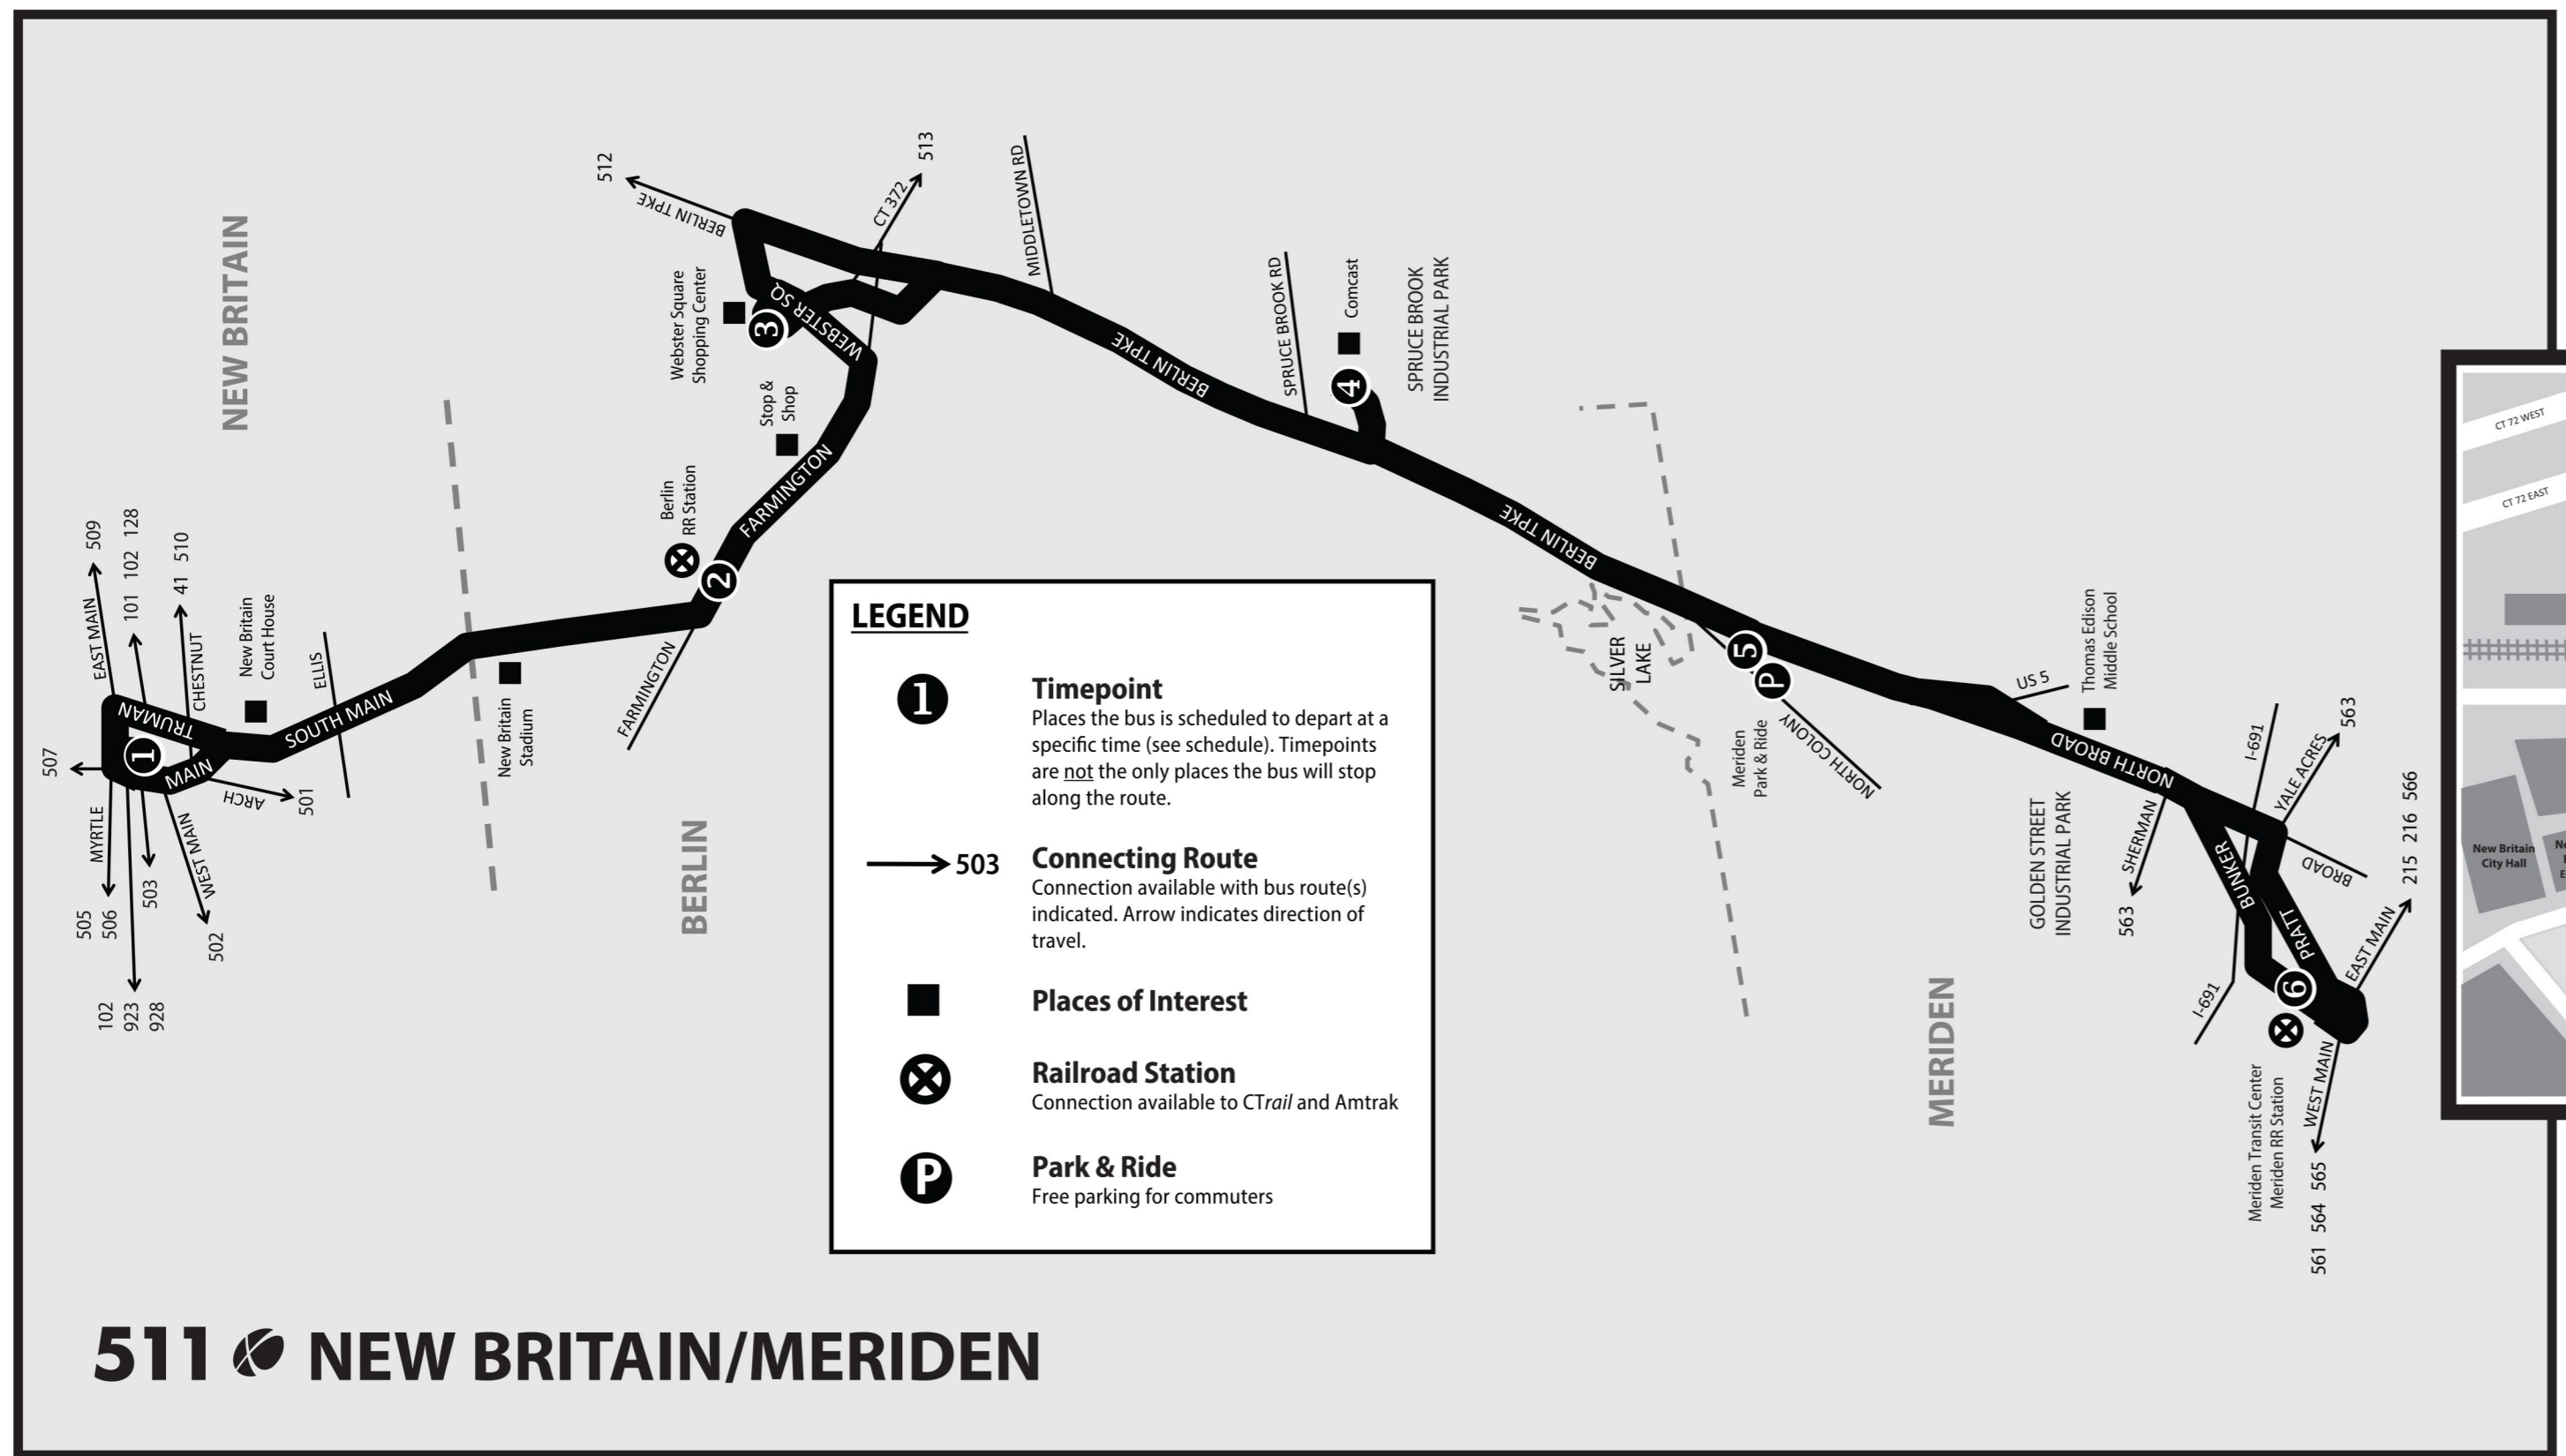 NEW BRITAIN
BERLIN
MERIDEN
507
EAST MAIN
509
101 102 128
CHESTNUT
41 510
New Britain
Court House
ELLIS
TRUMAN
1
MAIN
ARCH
501
SOUTH MAIN
MYRTLE
505
506
102
923
928
503
WEST MAIN
502
New Britain
Stadium
FARMINGTON
Berlin
RR Station
2
FARMINGTON
Stop &
Shop
Webster Square
Shopping Center
3
WEBSTER SQ
512
BERLIN TPKE
CT 372
513
MIDDLETOWN RD
BERLIN TPKE
SPRUCE BROOK RD
4
Comcast
SPRUCE BROOK
INDUSTRIAL PARK
BERLIN TPKE
SILVER
LAKE
5
P
Meriden
Park & Ride
NORTH COLONY
US 5
Thomas Edison
Middle School
NORTH BROAD
GOLDEN STREET
INDUSTRIAL PARK
SHERMAN
563
I-691
YALE ACRES
563
BROAD
BUNKER
PRATT
I-691
6
EAST MAIN
215 216 566
Meriden Transit Center
Meriden RR Station
WEST MAIN
561 564 565
LEGEND
1
Timepoint
Places the bus is scheduled to depart at a
specific time (see schedule). Timepoints
are not the only places the bus will stop
along the route.
503
Connecting Route
Connection available with bus route(s)
indicated. Arrow indicates direction of
travel.
Places of Interest
Railroad Station
Connection available to CTrail and Amtrak
P
Park & Ride
Free parking for commuters
CT 72 WEST
CT 72 EAST
New Britain
City Hall
511 NEW BRITAIN/MERIDEN